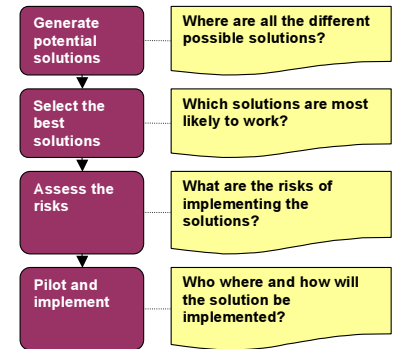 Generate
potential
solutions
Where are all the different
possible solutions?
Select the
best
solutions
Which solutions are most
likely to work?
Assess the
risks
What are the risks of
implementing the
solutions?
Pilot and
implement
Who where and how will
the solution be
implemented?